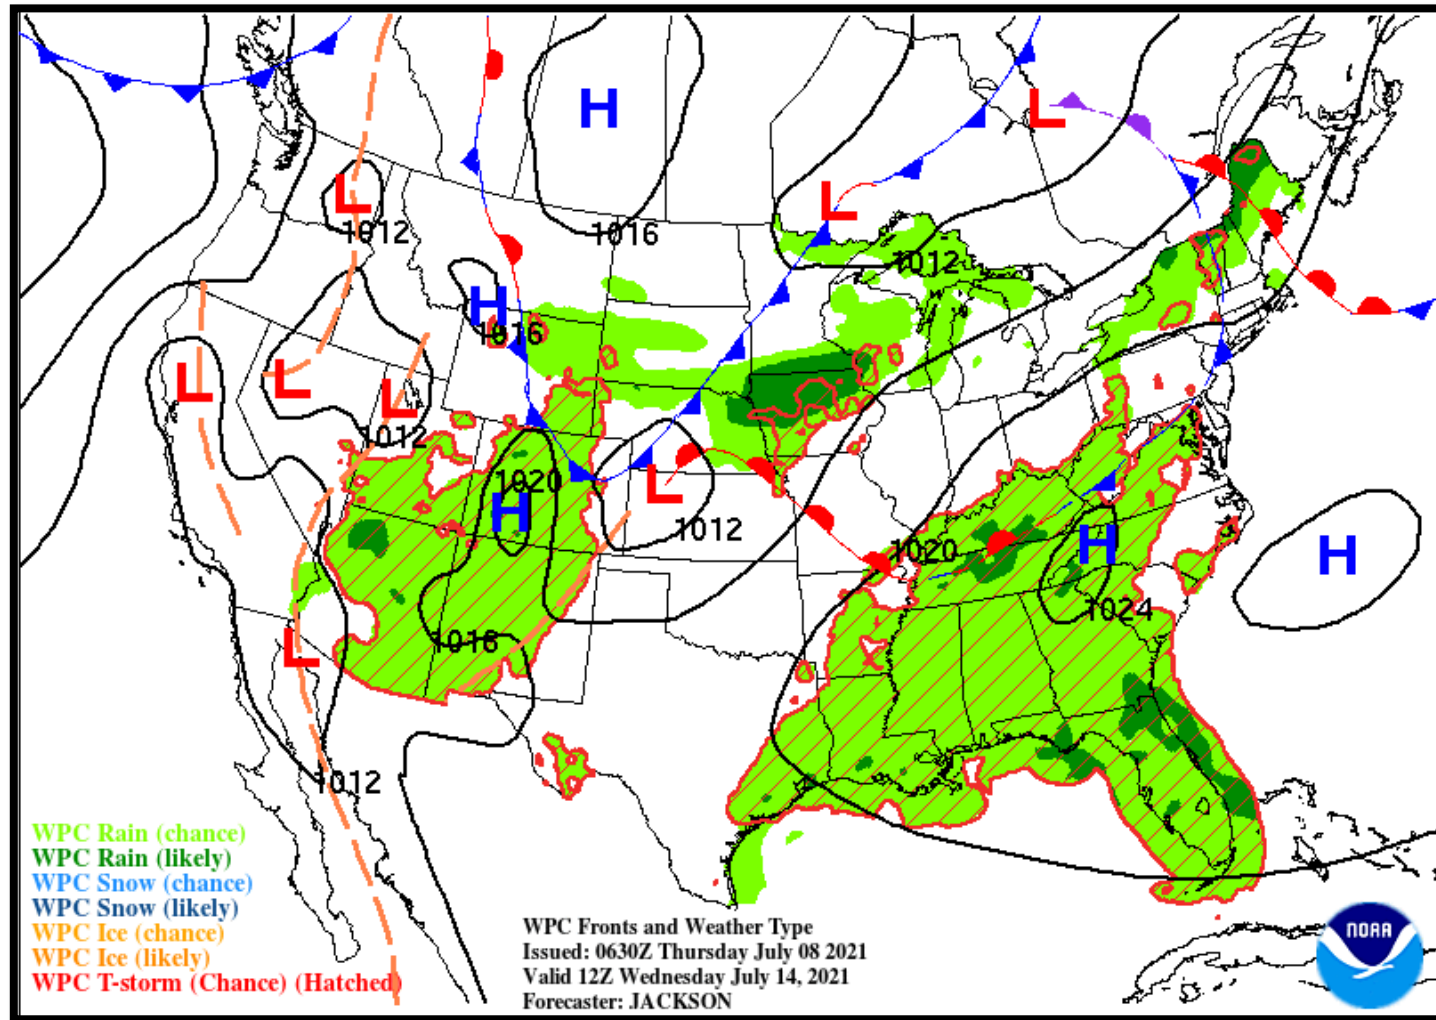 H
L
L
L
1012
1016
1012
H
1016
L
L
L
1012
1020
H
L
1012
1020
H
1024
H
1016
L
1012
WPC Rain (chance)
WPC Rain (likely)
WPC Snow (chance)
WPC Snow (likely)
WPC Ice (chance)
WPC Ice (likely)
WPC T-storm (Chance) (Hatched)
WPC Fronts and Weather Type
Issued: 0630Z Thursday July 08 2021
Valid 12Z Wednesday July 14, 2021
Forecaster: JACKSON
NOAA